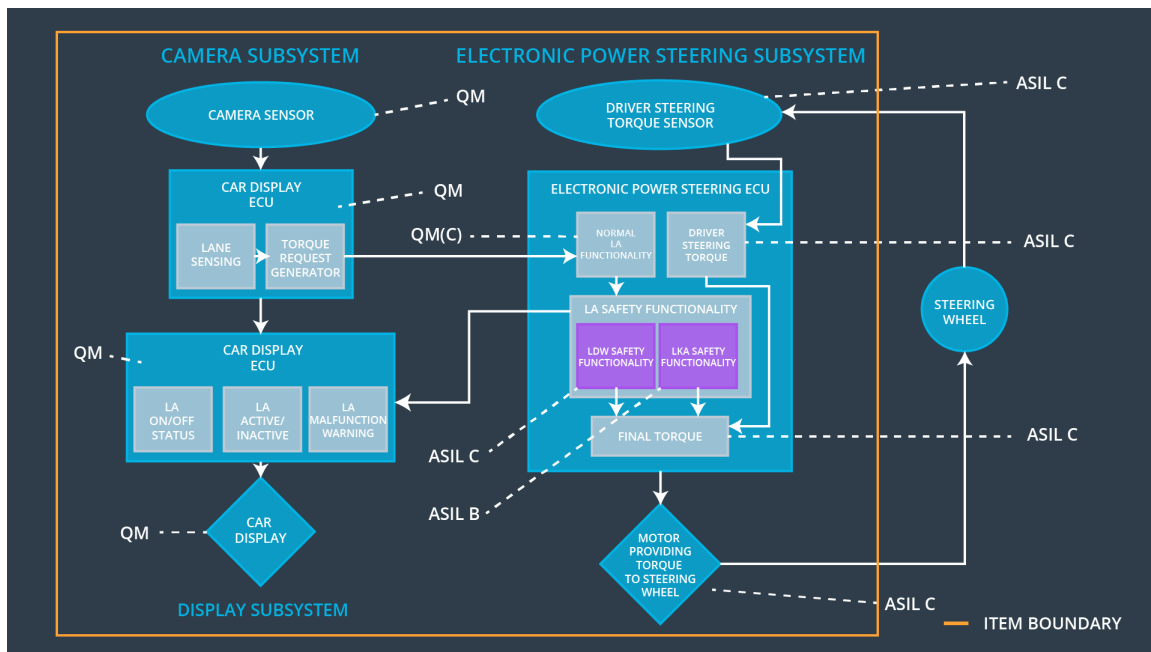 CAMERA SUBSYSTEM
ELECTRONIC POWER STEERING SUBSYSTEM
CAMERA SENSOR
QM
DRIVER STEERING
TORQUE SENSOR
ASIL C
CAR DISPLAY
ECU
QM
LANE
SENSING
TORQUE
REQUEST
GENERATOR
QM(C)
ELECTRONIC POWER STEERING ECU
NORMAL
LA
FUNCTIONALITY
DRIVER
STEERING
TORQUE
ASIL C
STEERING
WHEEL
LA SAFETY FUNCTIONALITY
LDW SAFETY
FUNCTIONALITY
LKA SAFETY
FUNCTIONALITY
QM
CAR DISPLAY
ECU
LA
ON/OFF
STATUS
LA
ACTIVE/
INACTIVE
LA
MALFUNCTION
WARNING
FINAL TORQUE
ASIL C
ASIL C
ASIL B
QM
CAR
DISPLAY
MOTOR
PROVIDING
TORQUE
TO STEERING
WHEEL
ASIL C
DISPLAY SUBSYSTEM
ITEM BOUNDARY